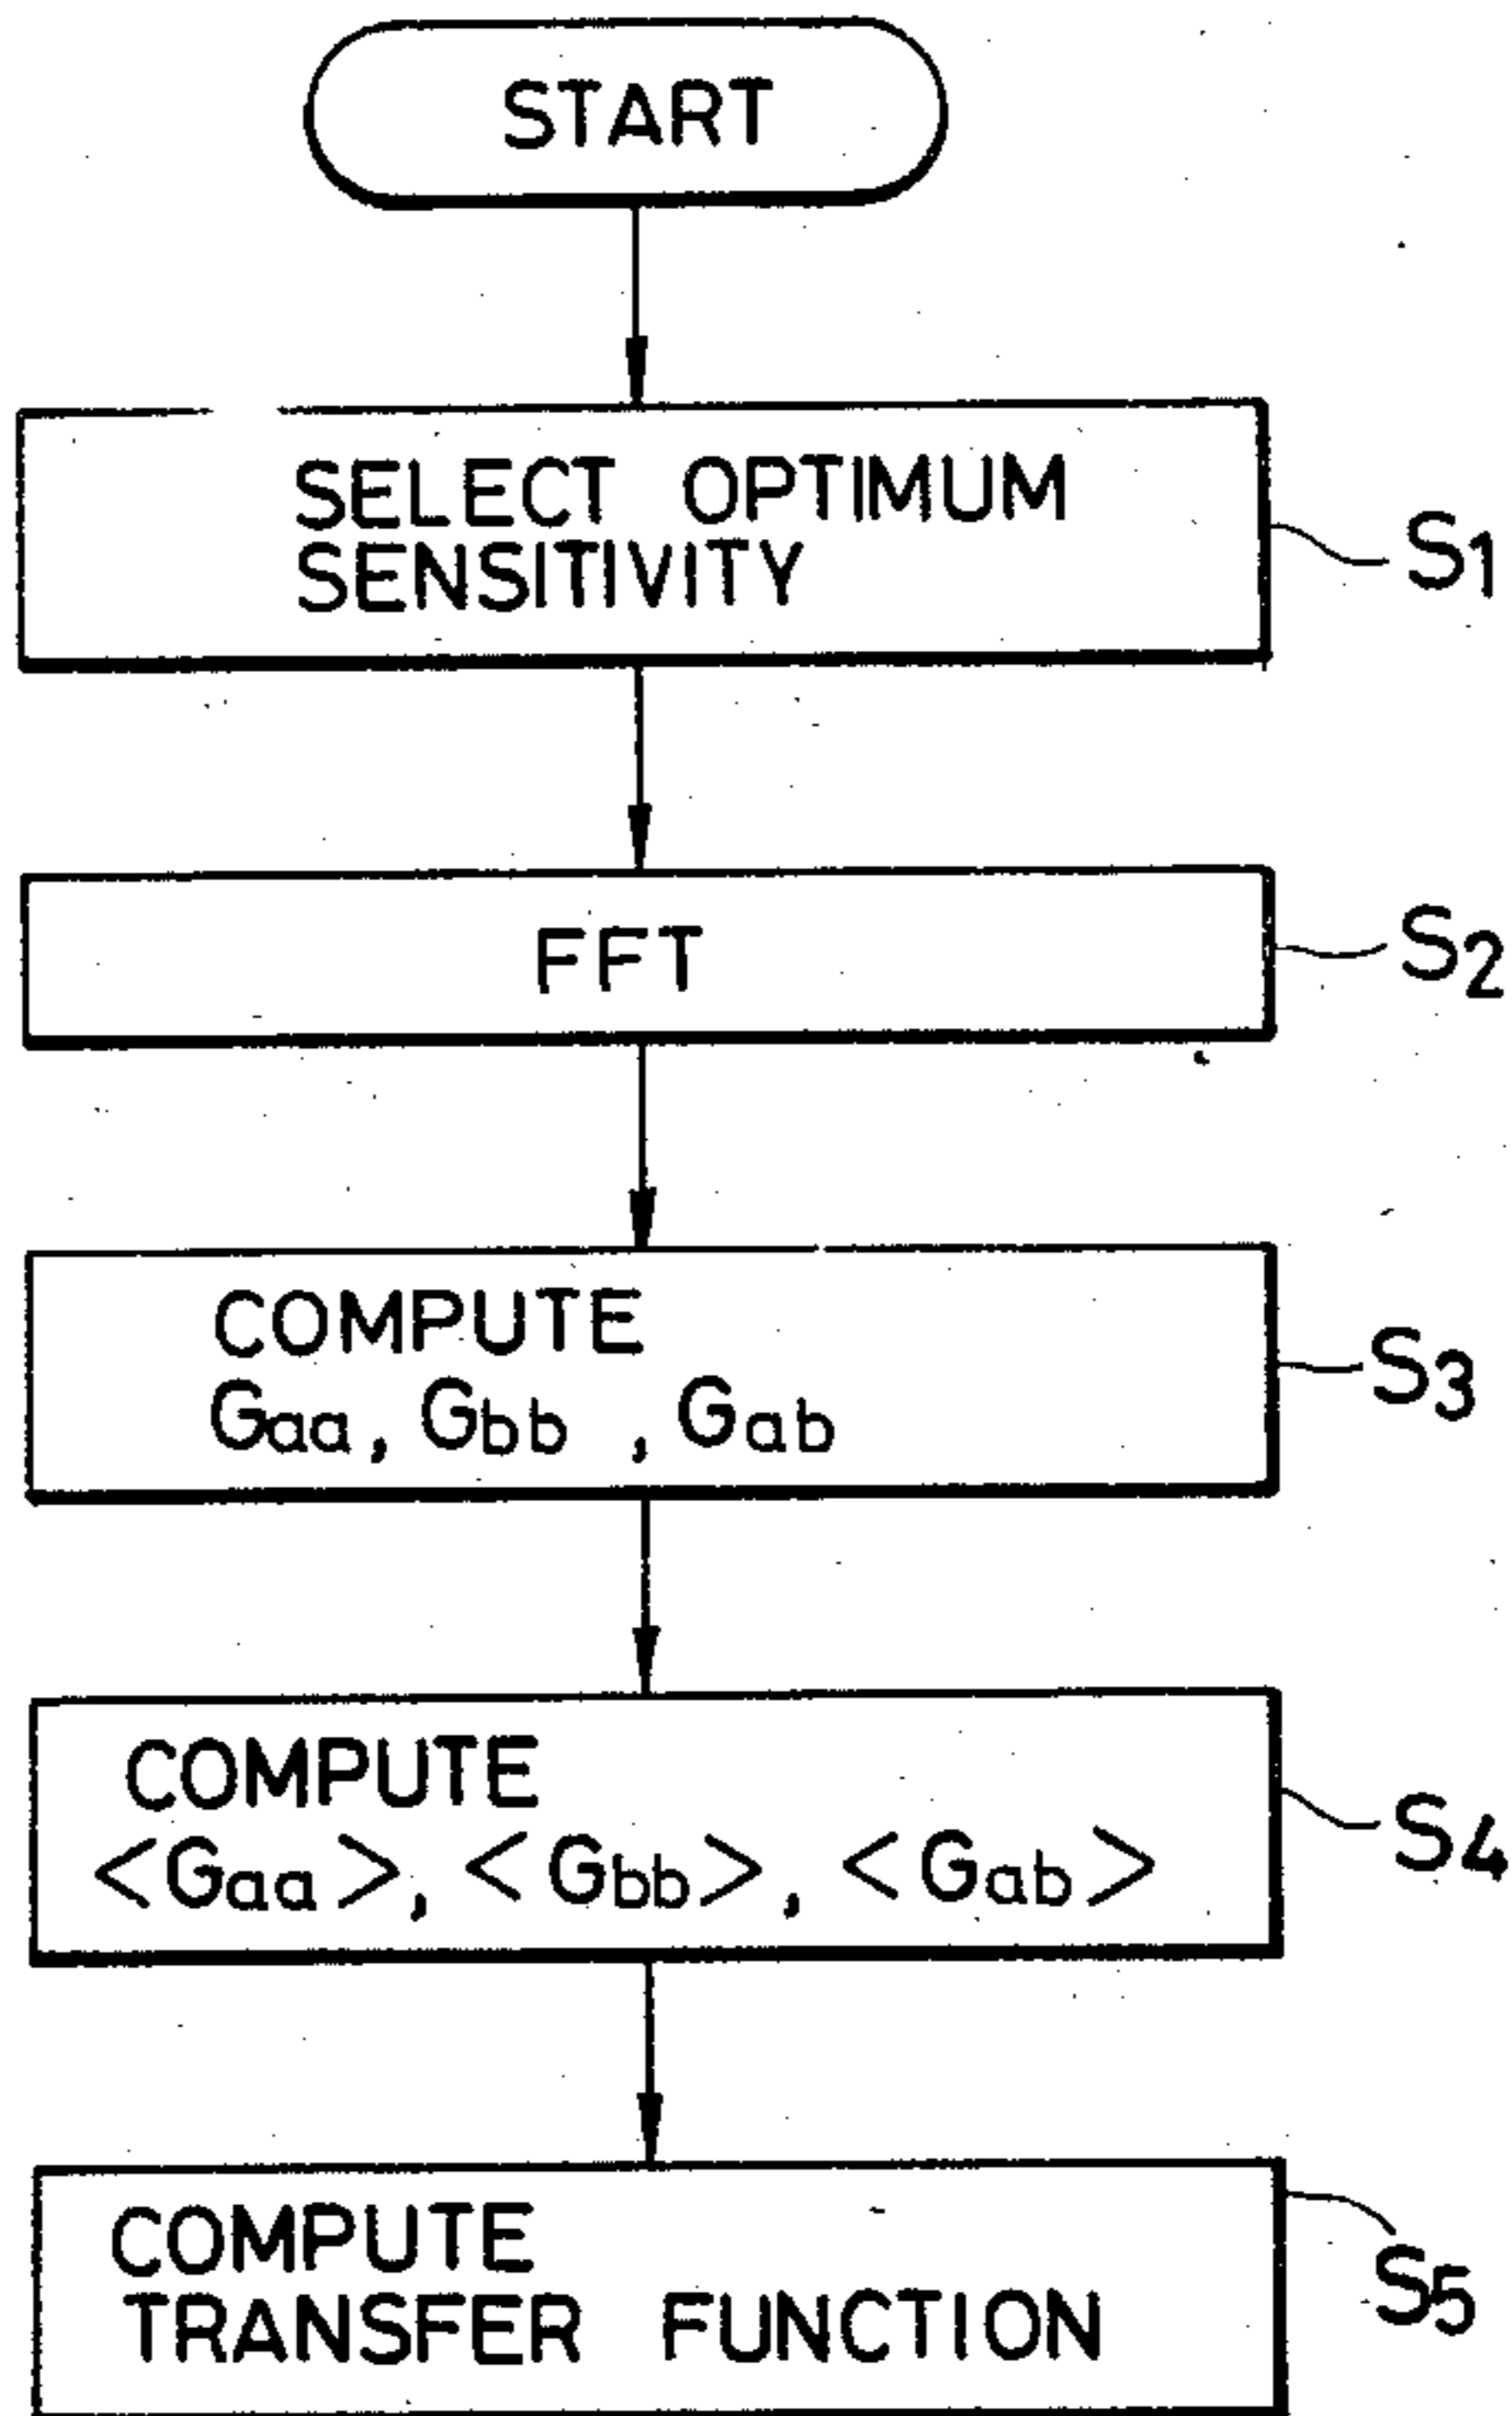 START
SELECT OPTIMUM
SENSITIVITY
S1
FFT
S2
COMPUTE
Gaa, Gbb , Gab
S3
COMPUTE
<Gaa>, <Gbb>, <Gab>
S4
COMPUTE
TRANSFER FUNCTION
S5